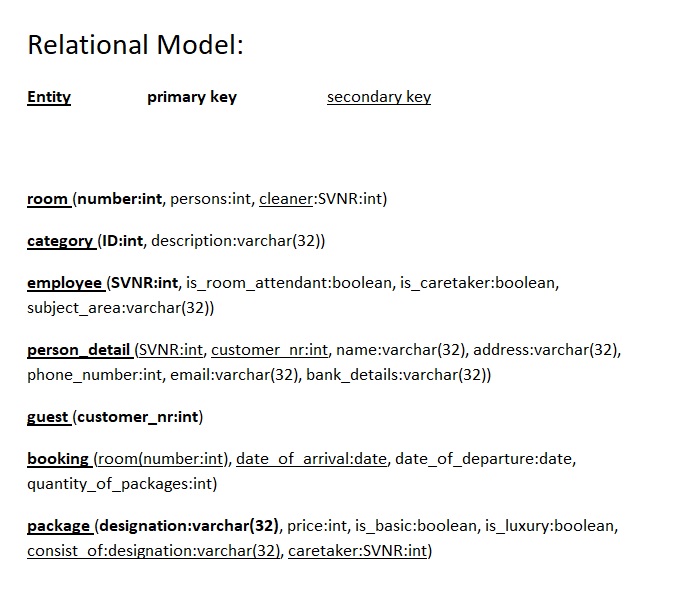 Relational Model:
Entity primary key secondary key
room (number:int, persons:int, cleaner:SVNR:int)
category (ID:int, description:varchar(32))
employee (SVNR:int, is_room_attendant:boolean, is_caretaker:boolean,
subject_area:varchar(32))
person_detail (SVNR:int, customer_nr:int, name:varchar(32), address:varchar(32),
phone_number:int, email:varchar(32), bank_details:varchar(32))
guest (customer_nr:int)
booking (room(number:int), date_of_arrival:date, date_of_departure:date,
quantity_of_packages:int)
package (designation:varchar(32), price:int, is_basic:boolean, is_luxury:boolean,
consist_of:designation:varchar(32), caretaker:SVNR:int)